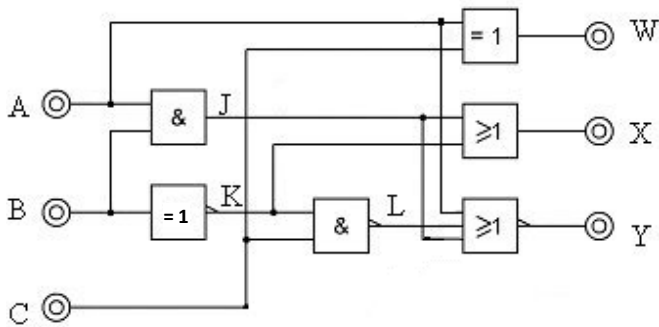 = 1 W
A & J ≥1 X
B = 1 K & L ≥1 Y
C